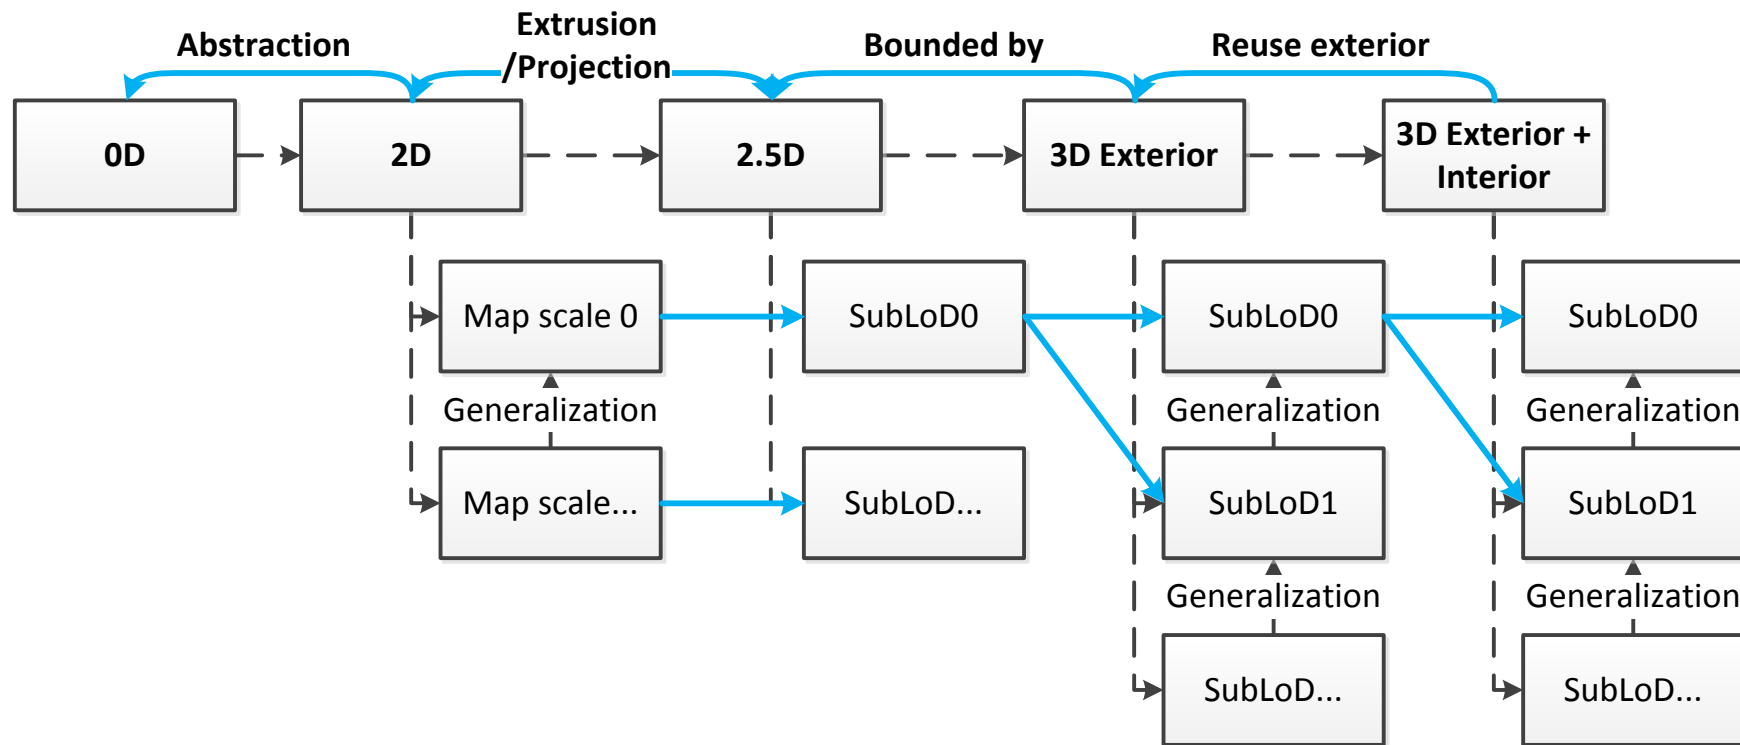 Abstraction
Extrusion
/Projection
Bounded by
Reuse exterior
0D
2D
2.5D
3D Exterior
3D Exterior +
Interior
Map scale 0
SubLoD0
SubLoD0
SubLoD0
Generalization
Generalization
Generalization
Map scale...
SubLoD...
SubLoD1
SubLoD1
Generalization
Generalization
SubLoD...
SubLoD...